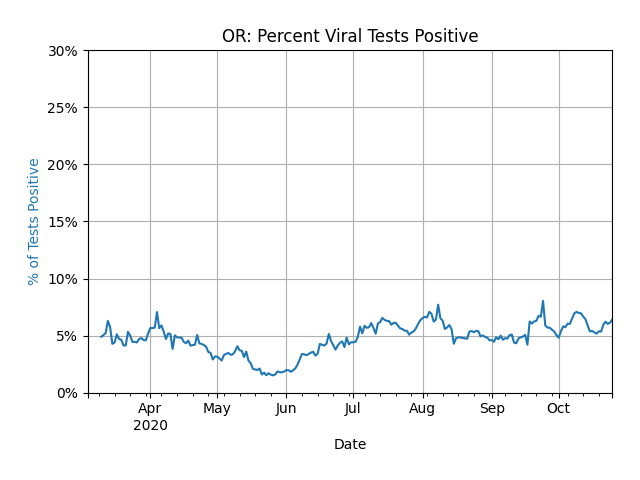 OR: Percent Viral Tests Positive
30%
25%
20%
15%
10%
5%
0%
% of Tests Positive
Apr May Jun Jul Aug Sep Oct
2020
Date